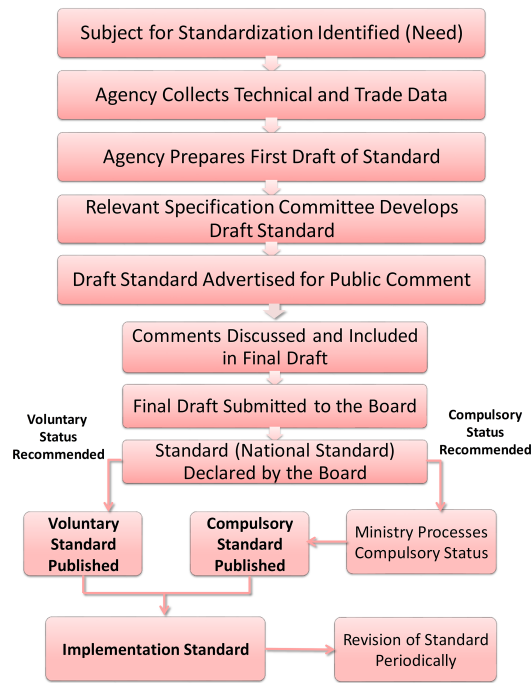 Subject for Standardization Identified (Need)
Agency Collects Technical and Trade Data
Agency Prepares First Draft of Standard
Relevant Specification Committee Develops
Draft Standard
Draft Standard Advertised for Public Comment
Comments Discussed and Included
in Final Draft
Final Draft Submitted to the Board
Voluntary
Status
Recommended
Compulsory
Status
Recommended
Standard (National Standard)
Declared by the Board
Voluntary
Standard
Published
Compulsory
Standard
Published
Ministry Processes
Compulsory Status
Implementation Standard
Revision of Standard
Periodically